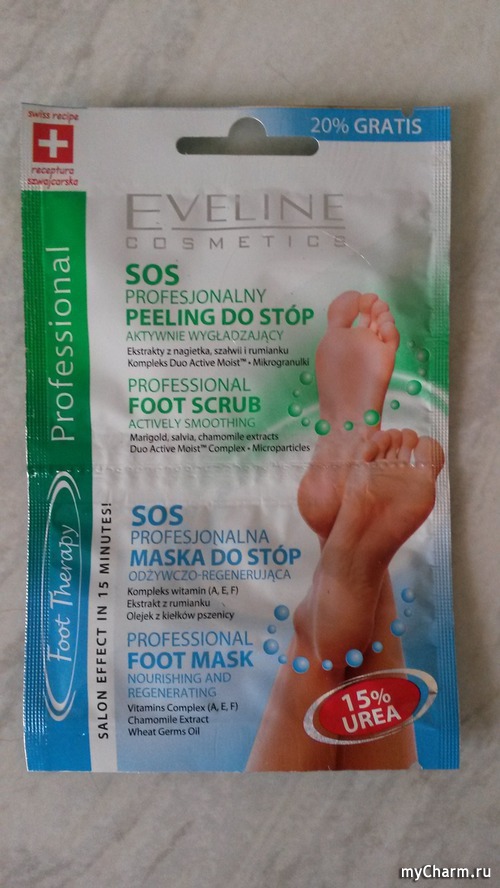 swiss recipe
receptura
szwajcarska
20% GRATIS
EVELINE
COSMETICS
SOS
PROFESJONALNY
PEELING DO STÓP
AKTYWNIE WYGŁADZAJĄCY
Ekstrakty z nagietka, szałwii i rumianku
Kompleks Duo Active Moist™ • Mikrogranulki
PROFESSIONAL
FOOT SCRUB
ACTIVELY SMOOTHING
Marigold, salvia, chamomile extracts
Duo Active Moist™ Complex • Microparticles
Professional
SOS
PROFESJONALNA
MASKA DO STÓP
ODŻYWCZO-REGENERUJĄCA
Kompleks witamin (A, E, F)
Ekstrakt z rumianku
Olejek z kiełków pszenicy
PROFESSIONAL
FOOT MASK
NOURISHING AND
REGENERATING
Vitamins Complex (A, E, F)
Chamomile Extract
Wheat Germs Oil
Foot Therapy
SALON EFFECT IN 15 MINUTES!
15%
UREA
myCharm.ru